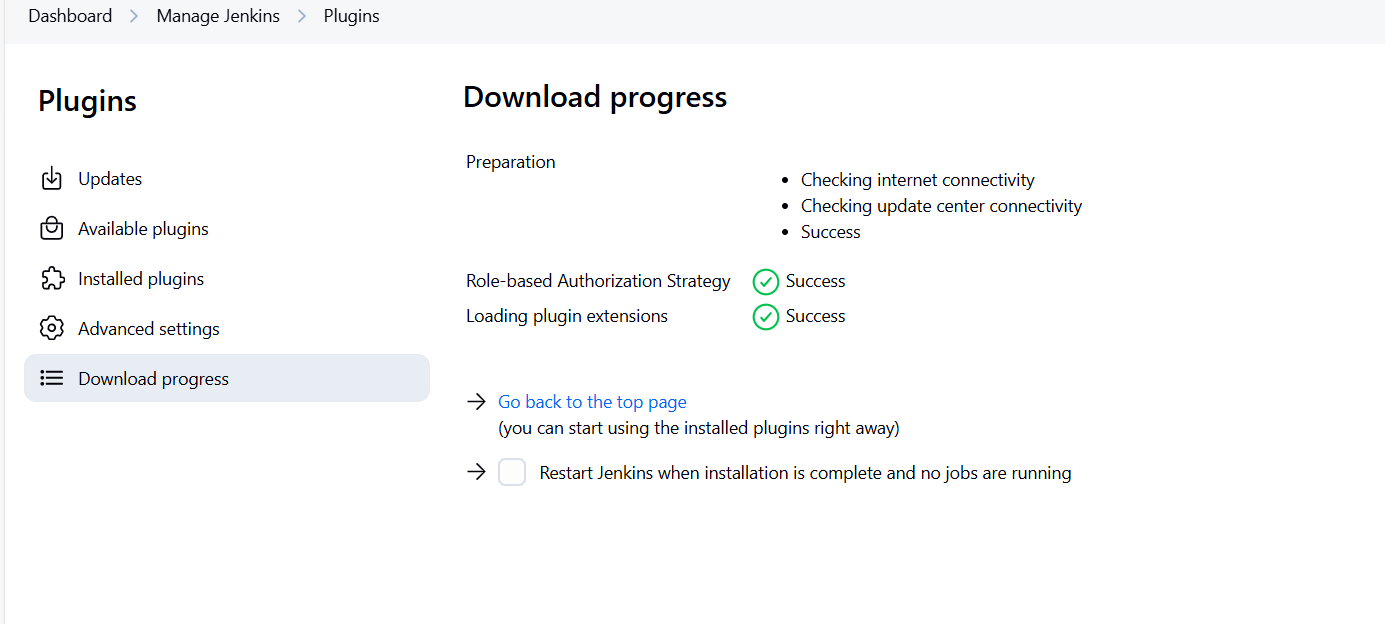 Dashboard > Manage Jenkins > Plugins
Plugins
Updates
Available plugins
Installed plugins
Advanced settings
Download progress
Download progress
Preparation
• Checking internet connectivity
• Checking update center connectivity
• Success
Role-based Authorization Strategy Success
Loading plugin extensions Success
→ Go back to the top page
(you can start using the installed plugins right away)
→ Restart Jenkins when installation is complete and no jobs are running